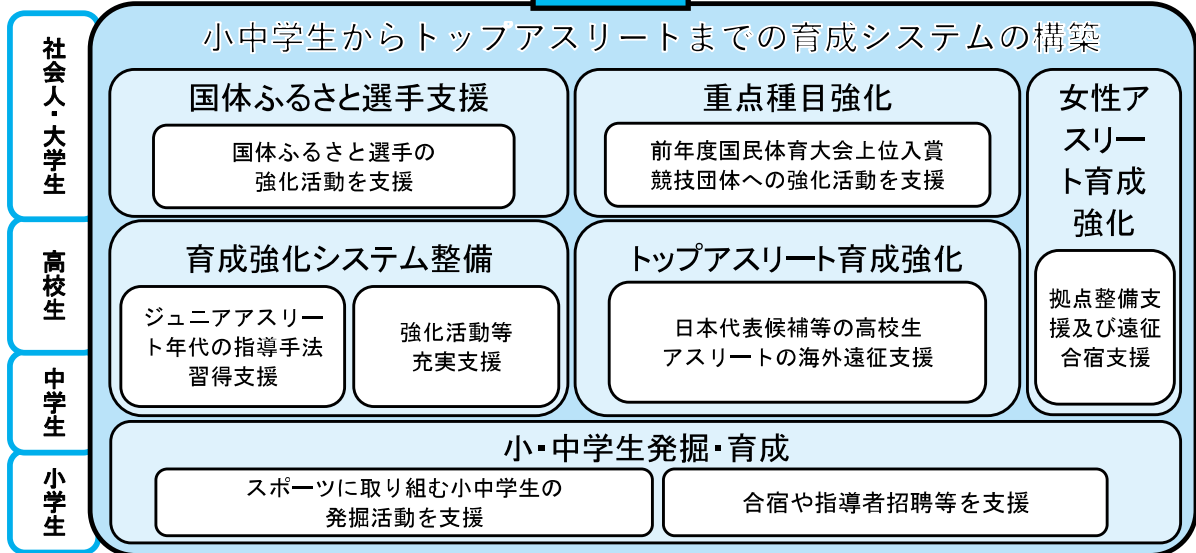 小中学生からトップアスリートまでの育成システムの構築
社会人・大学生
高校生
中学生
小学生
国体ふるさと選手支援
国体ふるさと選手の
強化活動を支援
重点種目強化
前年度国民体育大会上位入賞
競技団体への強化活動を支援
女性ア
スリー
ト育成
強化
拠点整備支
援及び遠征
合宿支援
育成強化システム整備
ジュニアアスリー
ト年代の指導手法
習得支援
強化活動等
充実支援
トップアスリート育成強化
日本代表候補等の高校生
アスリートの海外遠征支援
小・中学生発掘・育成
スポーツに取り組む小中学生の
発掘活動を支援
合宿や指導者招聘等を支援